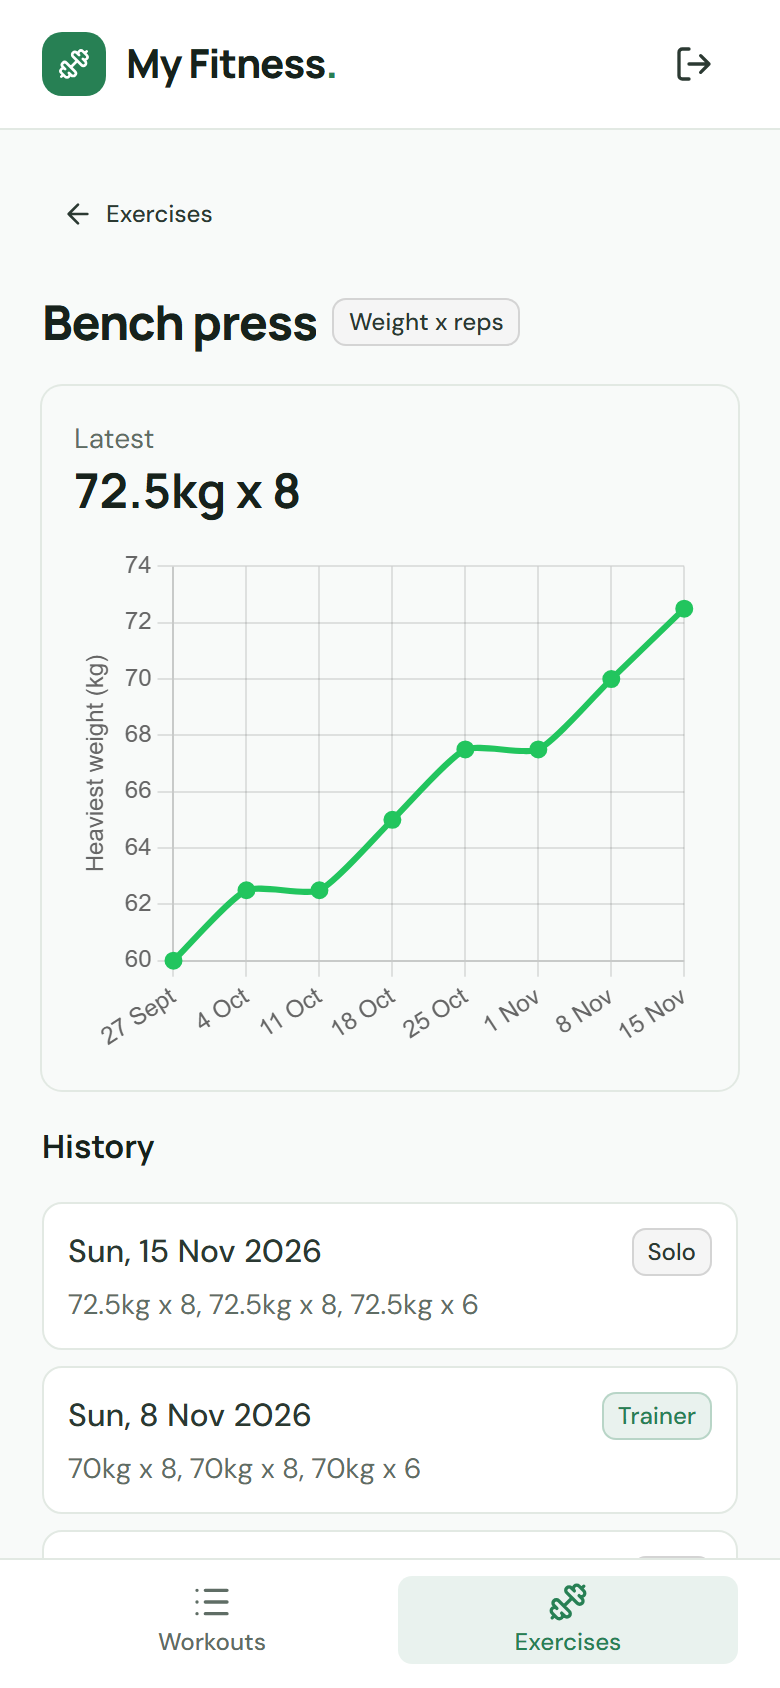 My Fitness.
Exercises
Bench press Weight x reps
Latest
72.5kg x 8
Heaviest weight (kg)
74
72
70
68
66
64
62
60
27 Sept 4 Oct 11 Oct 18 Oct 25 Oct 1 Nov 8 Nov 15 Nov
History
Sun, 15 Nov 2026 Solo
72.5kg x 8, 72.5kg x 8, 72.5kg x 6
Sun, 8 Nov 2026 Trainer
70kg x 8, 70kg x 8, 70kg x 6
Workouts Exercises